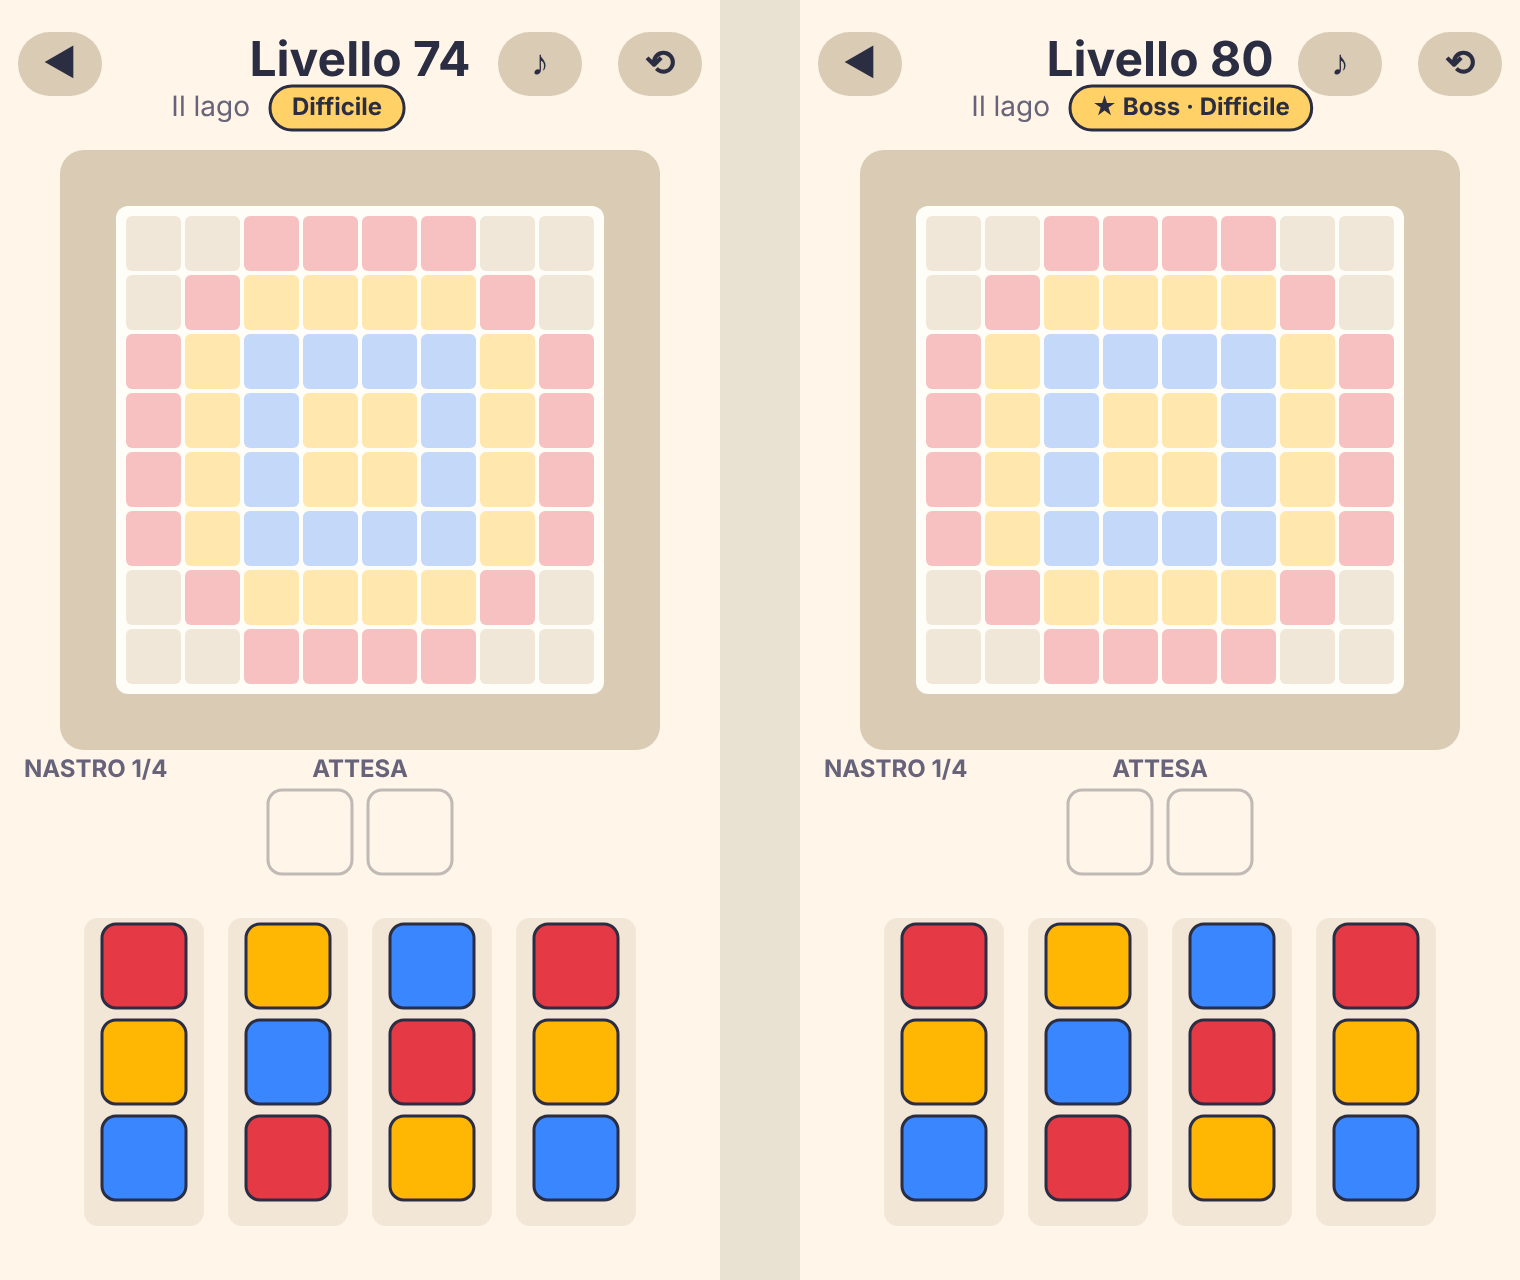 Livello 74
Il lago Difficile
NASTRO 1/4 ATTESA
Livello 80
Il lago ★ Boss · Difficile
NASTRO 1/4 ATTESA